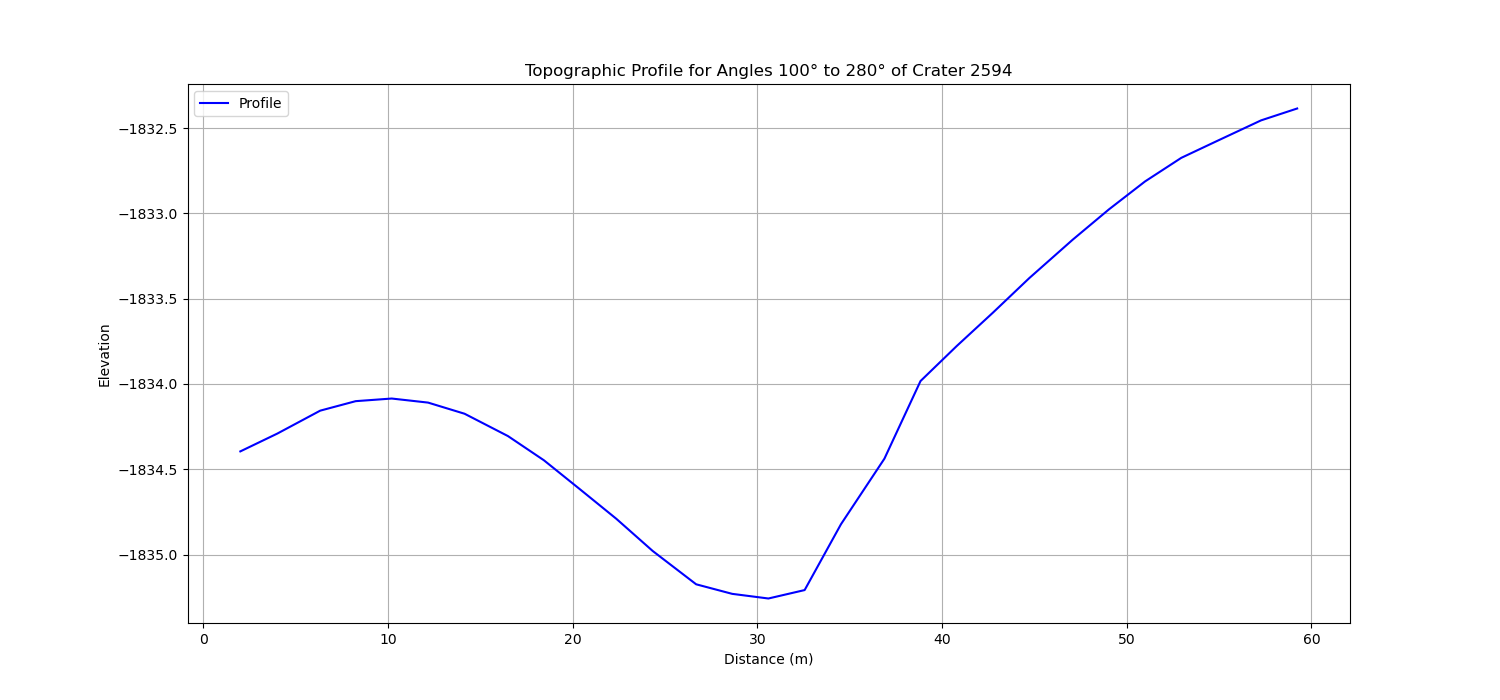 Topographic Profile for Angles 100° to 280° of Crater 2594
Profile
−1832.5
−1833.0
−1833.5
−1834.0
−1834.5
−1835.0
Elevation
0 10 20 30 40 50 60
Distance (m)